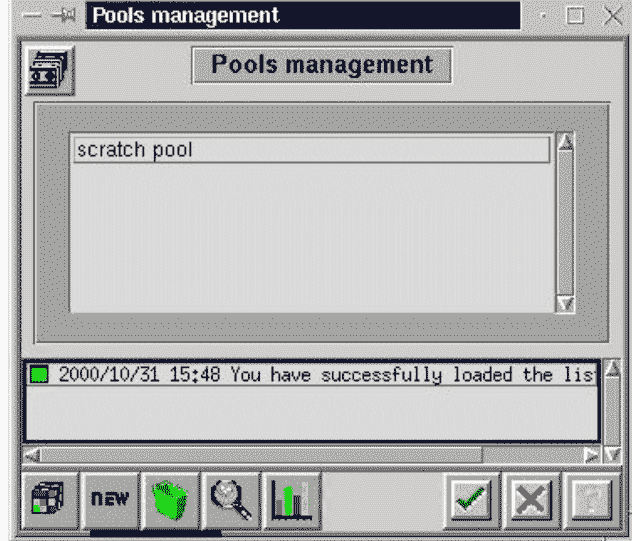 Pools management
Pools management
scratch pool
2000/10/31 15:48 You have successfully loaded the lis
NEW